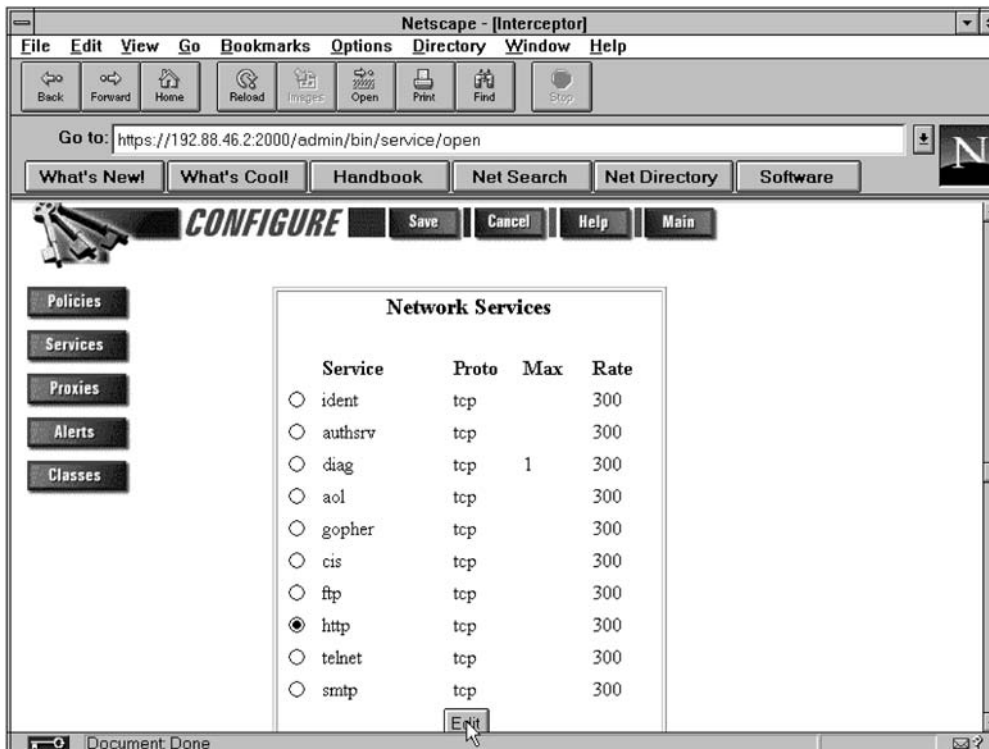 Netscape - [Interceptor]
File Edit View Go Bookmarks Options Directory Window Help
Back Forward Home Reload Images Open Print Find Stop
Go to: https://192.88.46.2:2000/admin/bin/service/open
N
What's New! What's Cool! Handbook Net Search Net Directory Software
CONFIGURE Save Cancel Help Main
Policies
Services
Proxies
Alerts
Classes
Network Services
Service Proto Max Rate
ident tcp 300
authsrv tcp 300
diag tcp 1 300
aol tcp 300
gopher tcp 300
cis tcp 300
ftp tcp 300
http tcp 300
telnet tcp 300
smtp tcp 300
Edit
Document: Done